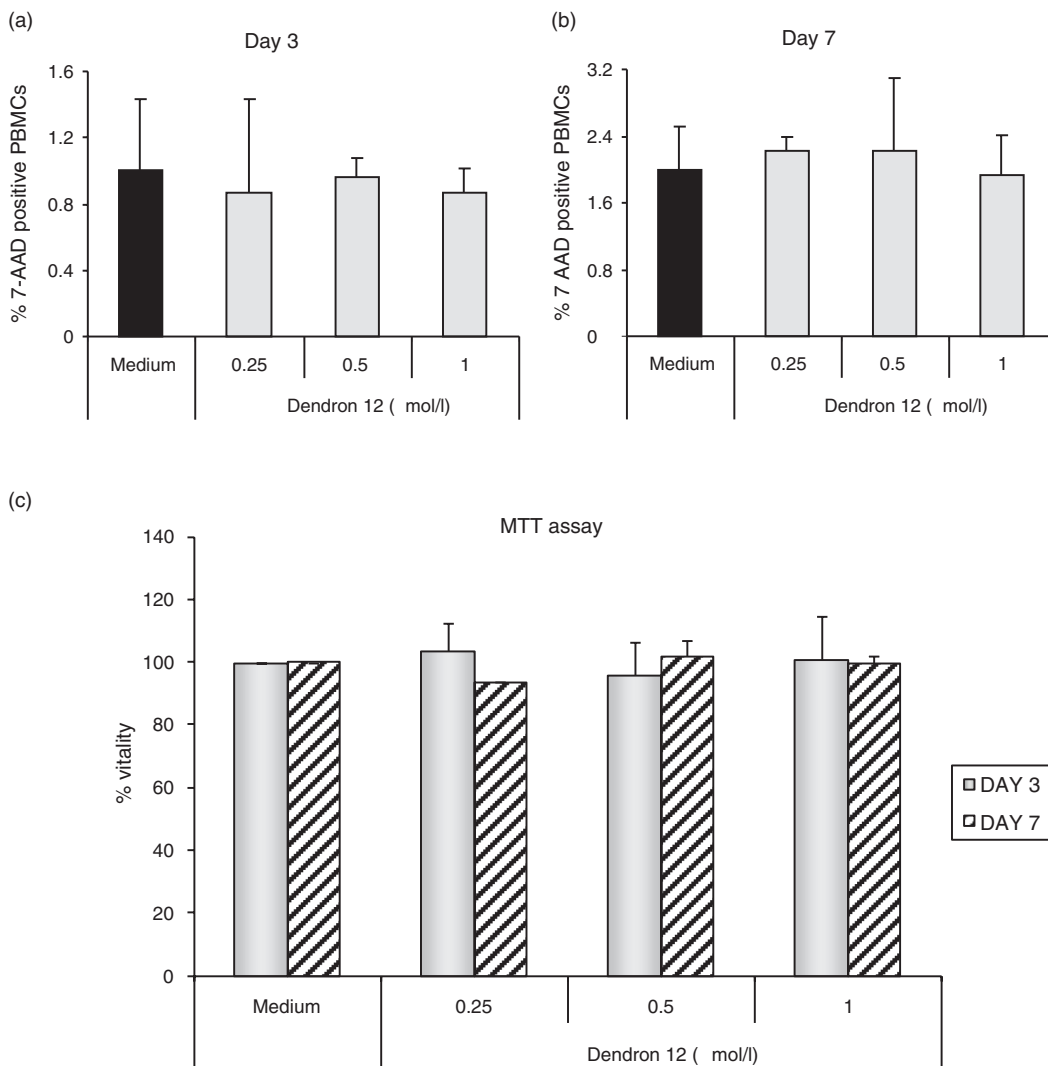 (a)
Day 3
% 7-AAD positive PBMCs
1.6
1.2
0.8
0.4
0
Medium 0.25 0.5 1
Dendron 12 ( mol/l)
(b)
Day 7
% 7 AAD positive PBMCs
3.2
2.4
1.6
0.8
0
Medium 0.25 0.5 1
Dendron 12 ( mol/l)
(c)
MTT assay
% vitality
140
120
100
80
60
40
20
0
Medium 0.25 0.5 1
Dendron 12 ( mol/l)
DAY 3
DAY 7